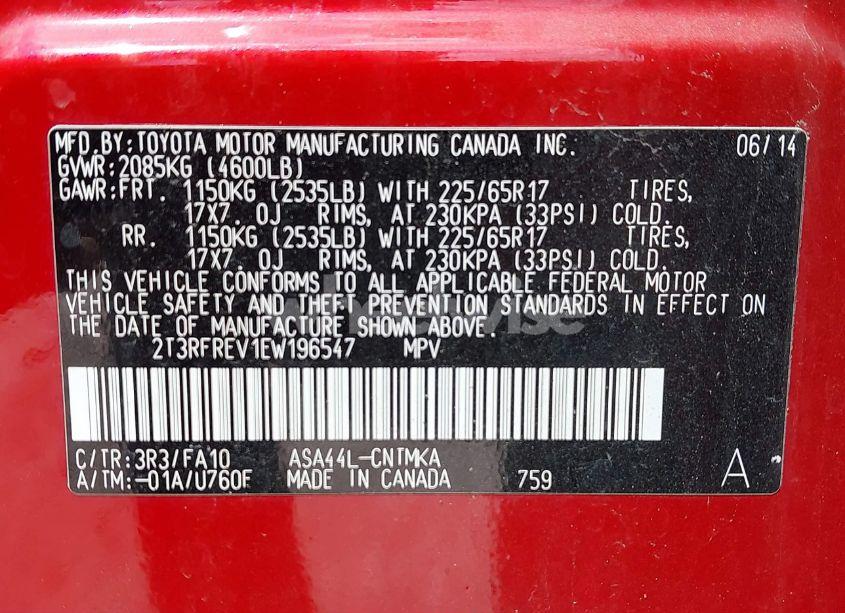 MFD.BY:TOYOTA MOTOR MANUFACTURING CANADA INC. 06/14
GVWR:2085KG (4600LB)
GAWR:FRT. 1150KG (2535LB) WITH 225/65R17 TIRES,
17X7.0J RIMS, AT 230KPA (33PSI) COLD.
RR. 1150KG (2535LB) WITH 225/65R17 TIRES,
17X7.0J RIMS, AT 230KPA (33PSI) COLD.
THIS VEHICLE CONFORMS TO ALL APPLICABLE FEDERAL MOTOR
VEHICLE SAFETY AND THEFT PREVENTION STANDARDS IN EFFECT ON
THE DATE OF MANUFACTURE SHOWN ABOVE.
2T3RFREV1EW196547 MPV
C/TR:3R3/FA10 ASA44L-CNTMKA
A/TM:-01A/U760F MADE IN CANADA 759 A